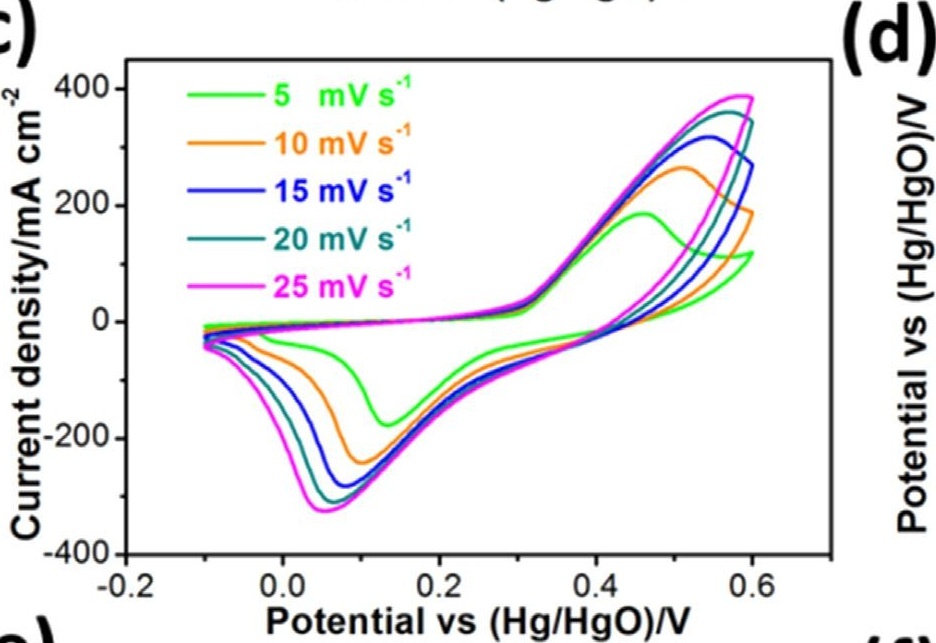 c)
(d)
5 mV s⁻¹
10 mV s⁻¹
15 mV s⁻¹
20 mV s⁻¹
25 mV s⁻¹
400
200
0
-200
-400
Current density/mA cm⁻²
-0.2 0.0 0.2 0.4 0.6
Potential vs (Hg/HgO)/V
Potential vs (Hg/HgO)/V